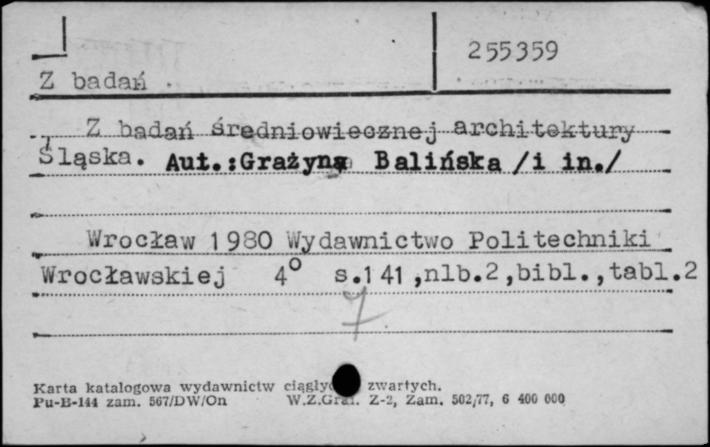 255359
Z badań
Z badań średniowiecznej architektury
Śląska. Aut.:Grażyna Balińska /i in./
Wrocław 1980 Wydawnictwo Politechniki
Wrocławskiej 4° s.141,nlb.2,bibl.,tabl.2
7
Karta katalogowa wydawnictw zwartych.
Pu-B-144 zam. 567/DW/On W.Z.Graf. Z-2, Zam. 502/77, 6 400 000